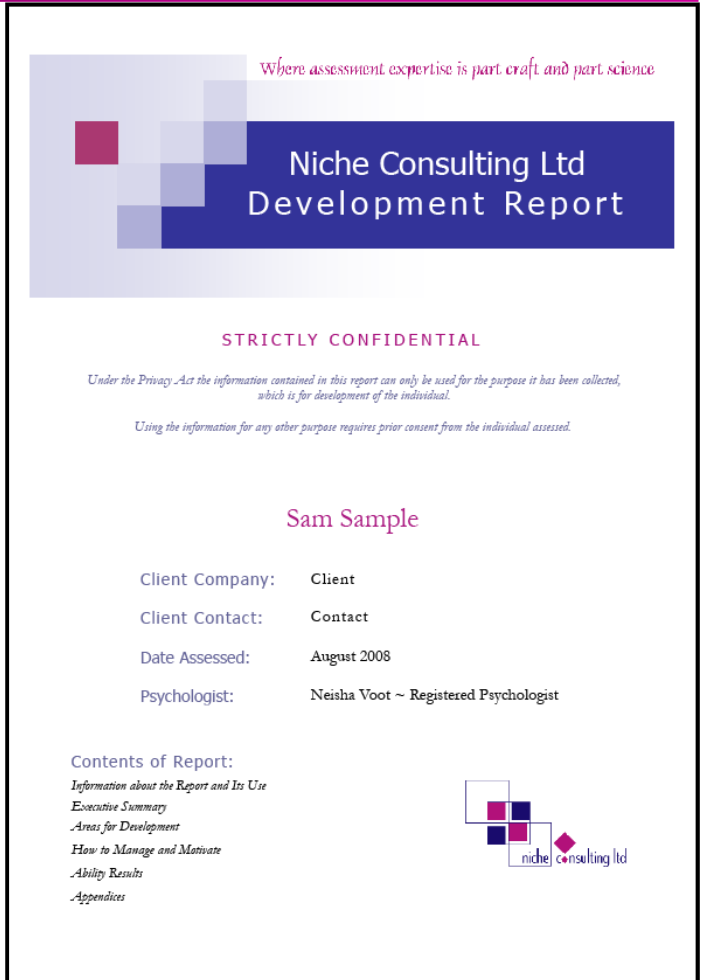 Where assessment expertise is part craft and part science
Niche Consulting Ltd
Development Report
STRICTLY CONFIDENTIAL
Under the Privacy Act the information contained in this report can only be used for the purpose it has been collected,
which is for development of the individual.
Using the information for any other purpose requires prior consent from the individual assessed.
Sam Sample
Client Company: Client
Client Contact: Contact
Date Assessed: August 2008
Psychologist: Neisha Voot ~ Registered Psychologist
Contents of Report:
Information about the Report and Its Use
Executive Summary
Areas for Development
How to Manage and Motivate
Ability Results
Appendices
niche consulting ltd